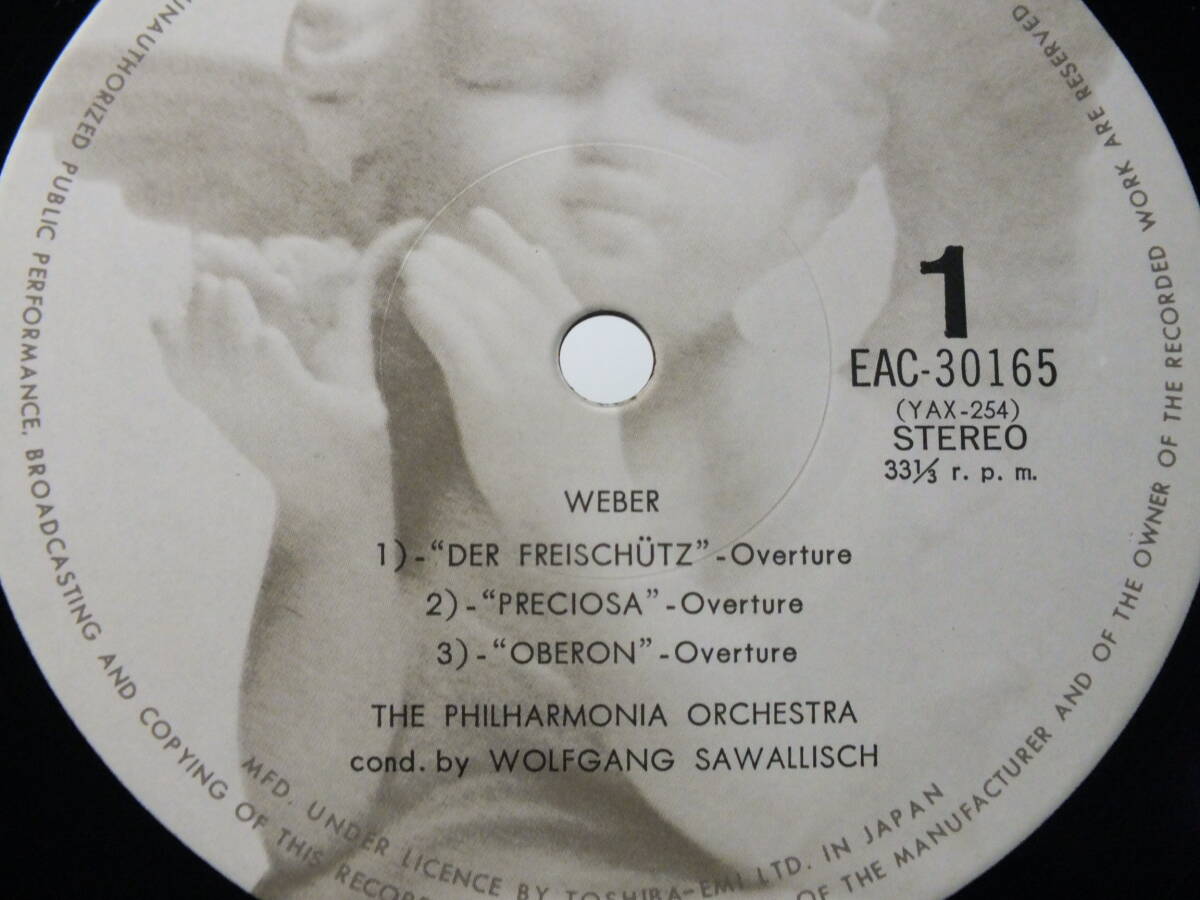 1
EAC-30165
(YAX-254)
STEREO
33⅓ r. p. m.
WEBER
1)-“DER FREISCHÜTZ”-Overture
2)-“PRECIOSA”-Overture
3)-“OBERON”-Overture
THE PHILHARMONIA ORCHESTRA
cond. by WOLFGANG SAWALLISCH
MFD. UNDER LICENCE BY TOSHIBA-EMI LTD. IN JAPAN
OF THE MANUFACTURER AND OF THE OWNER OF THE RECORDED WORK ARE RESERVED
UNAUTHORIZED PUBLIC PERFORMANCE, BROADCASTING AND COPYING OF THIS RECOR